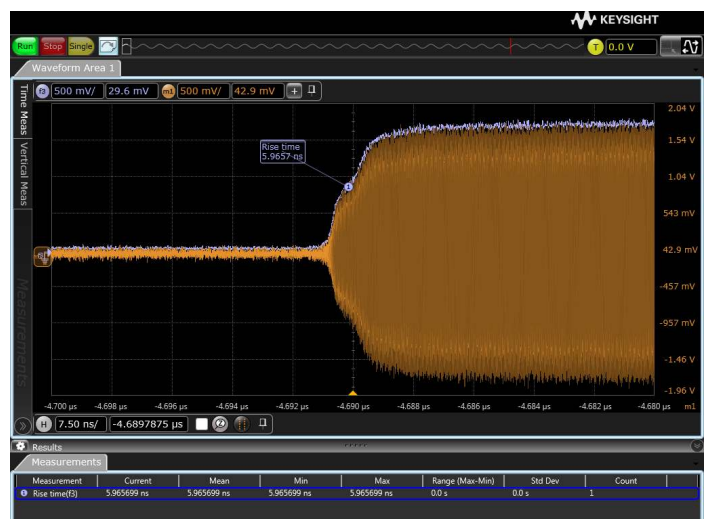 KEYSIGHT
Run Stop Single T 0.0 V
Waveform Area 1
Time Meas
Vertical Meas
Measurements
f3 500 mV/ 29.6 mV m1 500 mV/ 42.9 mV +
2.04 V
1.54 V
1.04 V
543 mV
42.9 mV
-457 mV
-957 mV
-1.46 V
-1.96 V
Rise time
5.9657 ns
1
-4.700 µs -4.698 µs -4.696 µs -4.694 µs -4.692 µs -4.690 µs -4.688 µs -4.686 µs -4.684 µs -4.682 µs -4.680 µs m1
H 7.50 ns/ -4.6897875 µs
Results
Measurements
Measurement Current Mean Min Max Range (Max-Min) Std Dev Count
1 Rise time(f3) 5.965699 ns 5.965699 ns 5.965699 ns 5.965699 ns 0.0 s 0.0 s 1